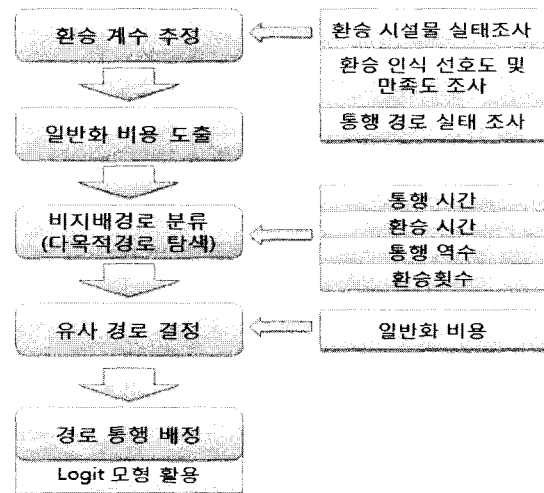 환승 계수 추정
환승 시설물 실태조사
환승 인식 선호도 및
만족도 조사
통행 경로 실태 조사
일반화 비용 도출
비지배경로 분류
(다목적경로 탐색)
통행 시간
환승 시간
통행 역수
환승횟수
유사 경로 결정
일반화 비용
경로 통행 배정
Logit 모형 활용